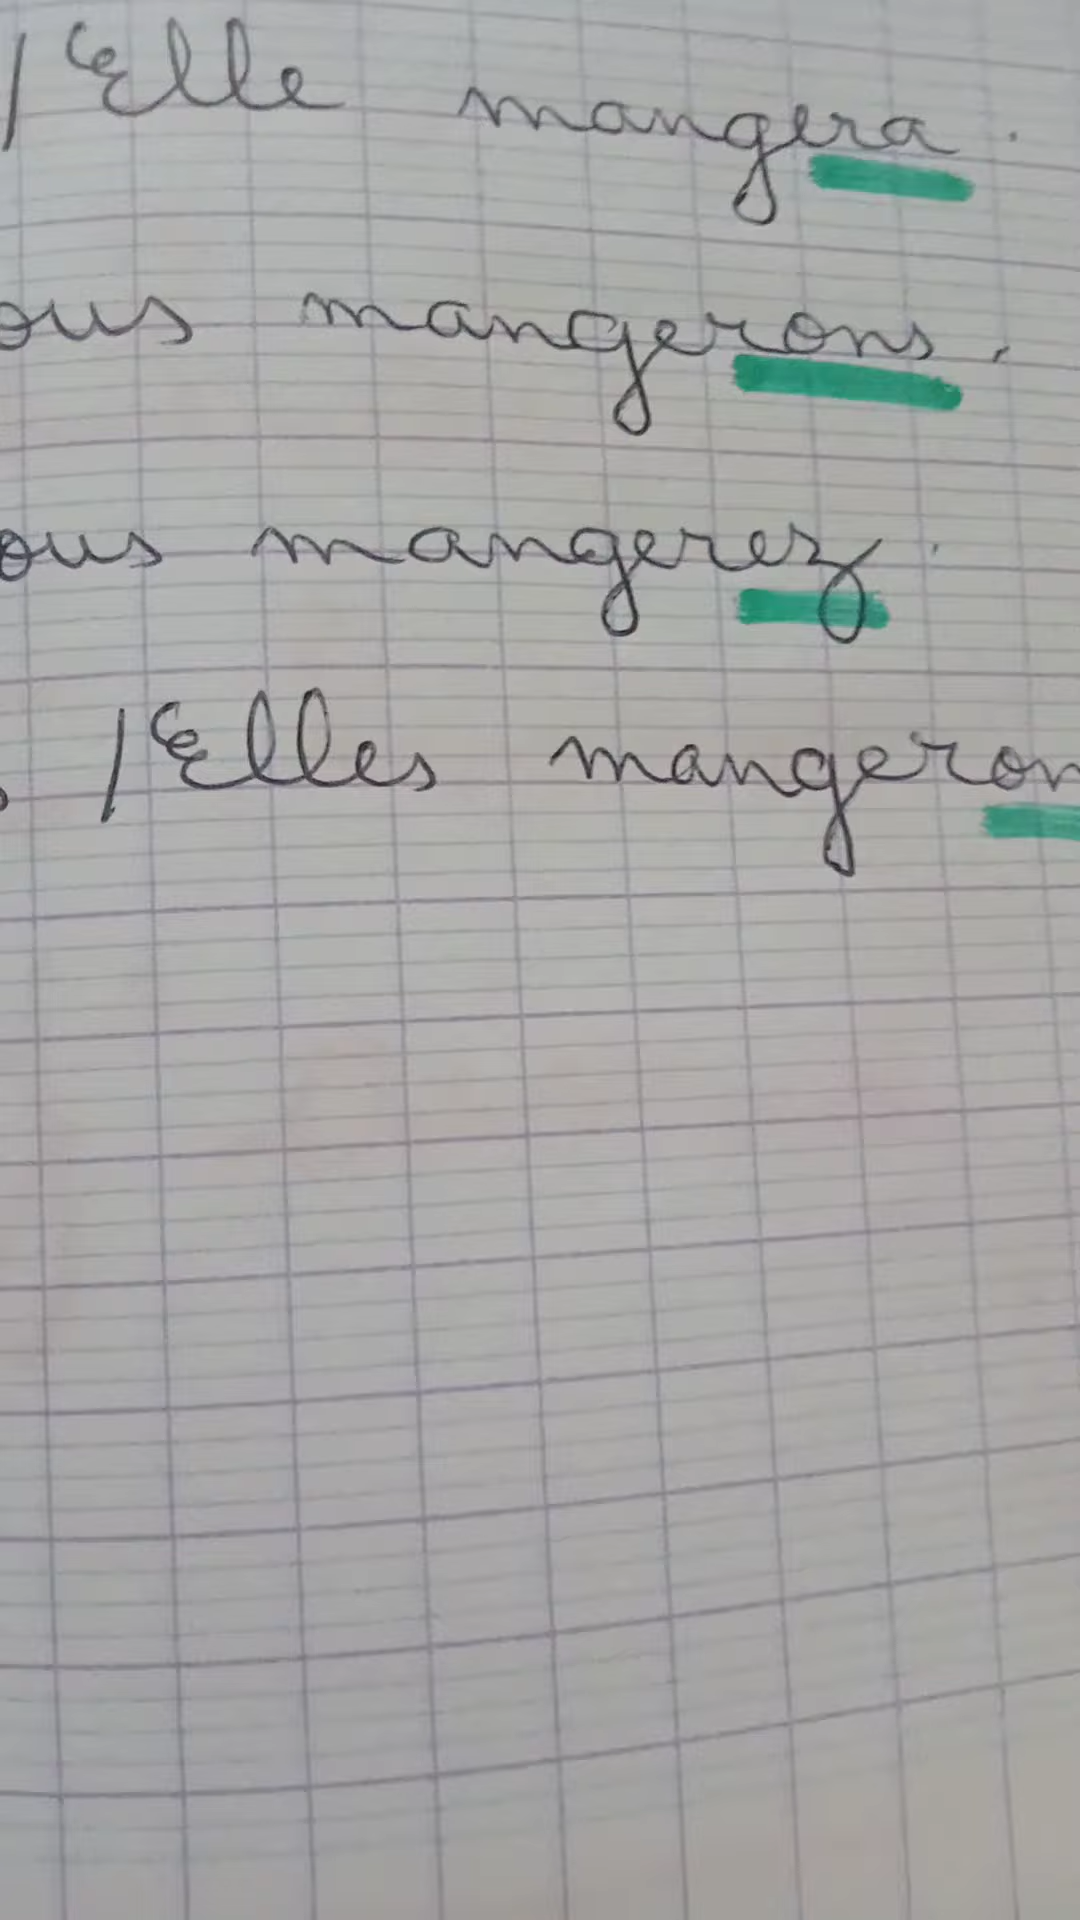 / Elle mangera.
ous mangerons.
ous mangerez.
/ Elles mangeron